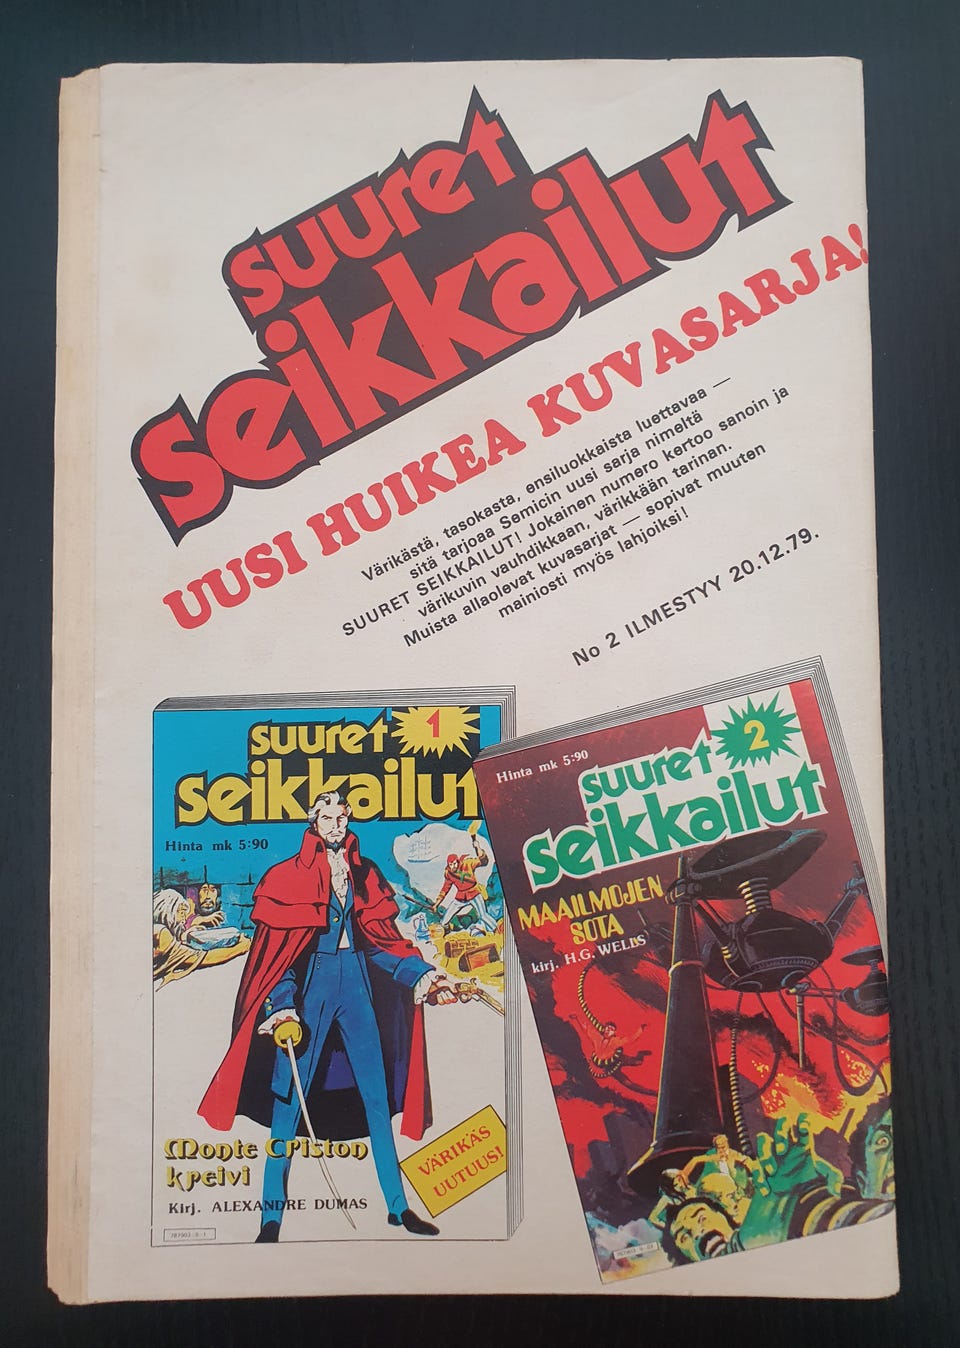 suuret
seikkailut
UUSI HUIKEA KUVASARJA!
Värikästä, tasokasta, ensiluokkaista luettavaa —
sitä tarjoaa Semicin uusi sarja nimeltä
SUURET SEIKKAILUT! Jokainen numero kertoo sanoin ja
värikuvin vauhdikkaan, värikkään tarinan.
Muista allaolevat kuvasarjat — sopivat muuten
mainiosti myös lahjoiksi!
No 2 ILMESTYY 20.12.79.
suuret 1
seikkailut
Hinta mk 5:90
Monte Criston
kreivi
Kirj. ALEXANDRE DUMAS
VÄRIKÄS
UUTUUS!
Hinta mk 5:90
suuret 2
seikkailut
MAAILMOJEN
SOTA
kirj. H.G. WELLS